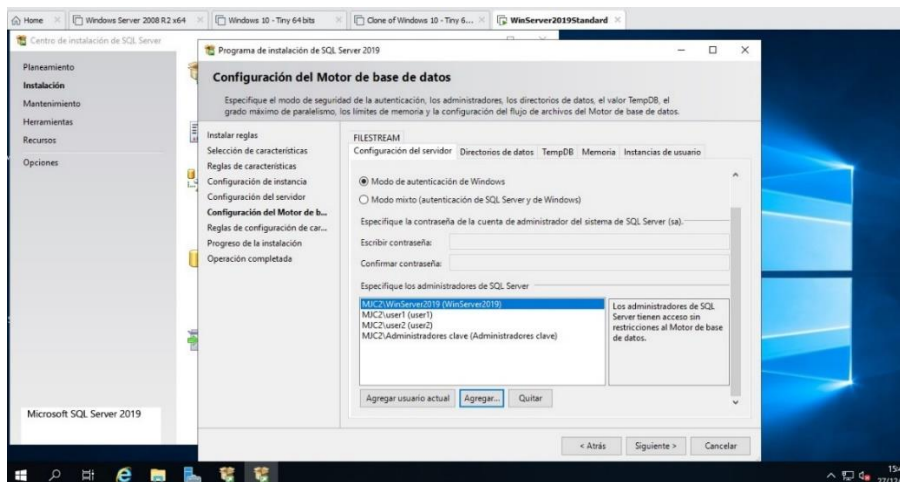 Home
Windows Server 2008 R2 x64
Windows 10 - Tiny 64 bits
Clone of Windows 10 - Tiny 6...
WinServer2019Standard
Centro de instalación de SQL Server
Planeamiento
Instalación
Mantenimiento
Herramientas
Recursos
Opciones
Microsoft SQL Server 2019
Programa de instalación de SQL Server 2019
Configuración del Motor de base de datos
Especifique el modo de seguridad de la autenticación, los administradores, los directorios de datos, el valor TempDB, el
grado máximo de paralelismo, los límites de memoria y la configuración del flujo de archivos del Motor de base de datos.
Instalar reglas
Selección de características
Reglas de características
Configuración de instancia
Configuración del servidor
Configuración del Motor de b...
Reglas de configuración de car...
Progreso de la instalación
Operación completada
FILESTREAM
Configuración del servidor Directorios de datos TempDB Memoria Instancias de usuario
Modo de autenticación de Windows
Modo mixto (autenticación de SQL Server y de Windows)
Especifique la contraseña de la cuenta de administrador del sistema de SQL Server (sa).
Escribir contraseña:
Confirmar contraseña:
Especifique los administradores de SQL Server
MJC2\WinServer2019 (WinServer2019)
MJC2\user1 (user1)
MJC2\user2 (user2)
MJC2\Administradores clave (Administradores clave)
Los administradores de SQL
Server tienen acceso sin
restricciones al Motor de base
de datos.
Agregar usuario actual Agregar... Quitar
< Atrás Siguiente > Cancelar